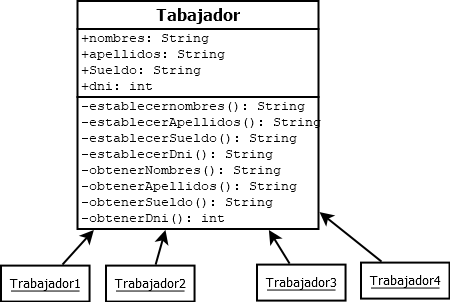 Tabajador
+nombres: String
+apellidos: String
+Sueldo: String
+dni: int
-establecernombres(): String
-establecerApellidos(): String
-establecerSueldo(): String
-establecerDni(): String
-obtenerNombres(): String
-obtenerApellidos(): String
-obtenerSueldo(): String
-obtenerDni(): int
Trabajador1
Trabajador2
Trabajador3
Trabajador4